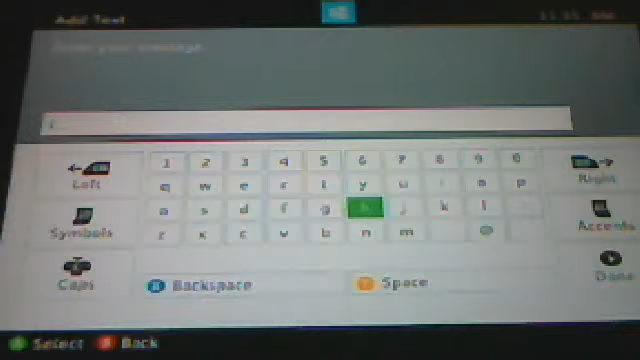 Add Text
Enter your message
1 2 3 4 5 6 7 8 9 0
Left
Right
q w e r t y u o p
a s d f g h j k l
Symbols
Accents
z x c v b n m @
Caps
Backspace
Space
Done
Select
Back